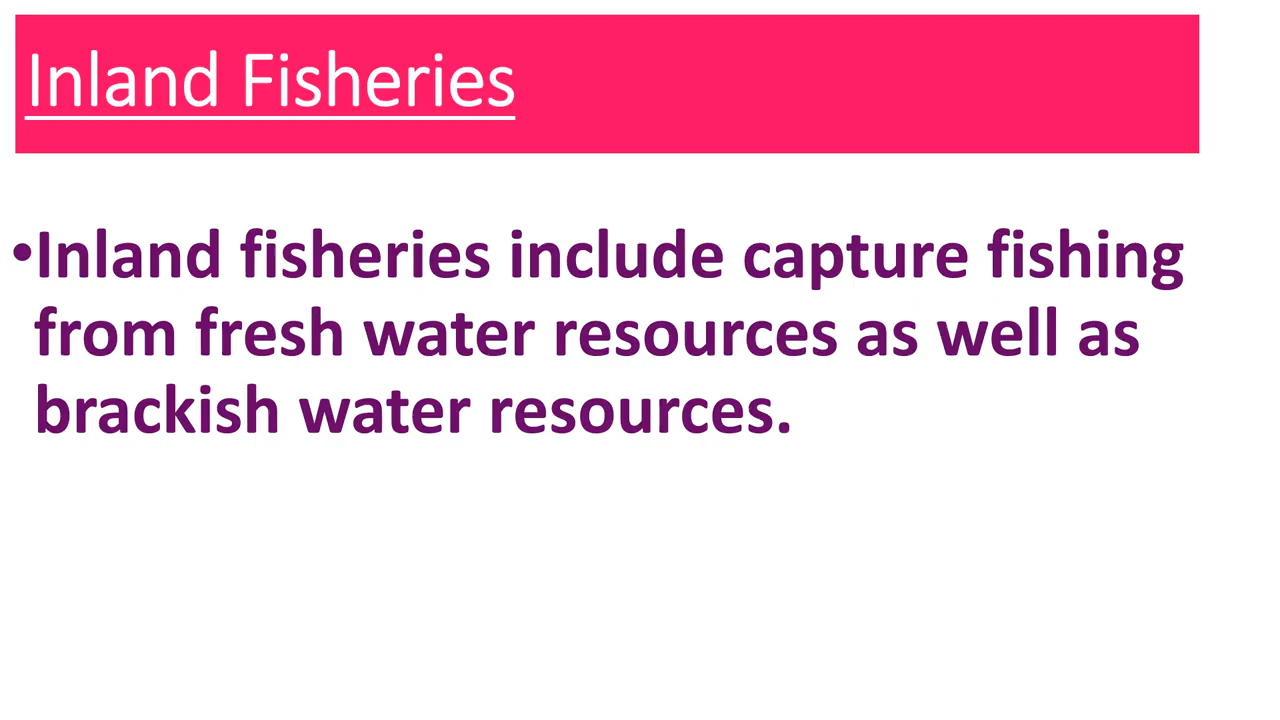 Inland Fisheries
•Inland fisheries include capture fishing
from fresh water resources as well as
brackish water resources.